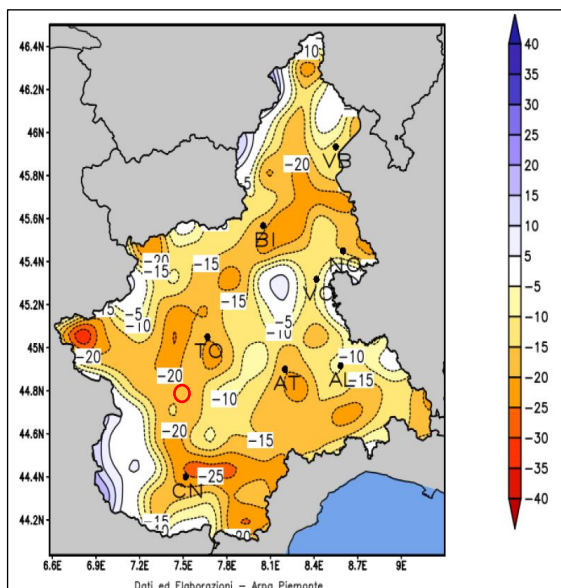 46.4N
46.2N
46N
45.8N
45.6N
45.4N
45.2N
45N
44.8N
44.6N
44.4N
44.2N
6.6E 6.9E 7.2E 7.5E 7.8E 8.1E 8.4E 8.7E 9E
10
VB
-20
5
BI
NO
-20
-15
-15
-15
VC
-5
-5
-10
-10
TO
-20
-10
-20
AT
AL
-15
-10
-20
-15
-25
CN
-15
40
35
30
25
20
15
10
5
-5
-10
-15
-20
-25
-30
-35
-40
Dati ed Elaborazioni – Arpa Piemonte